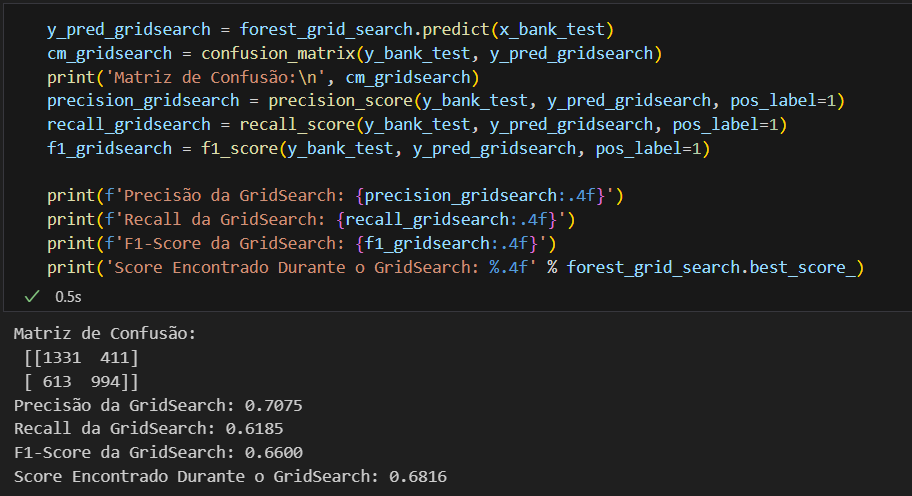 y_pred_gridsearch = forest_grid_search.predict(x_bank_test)
cm_gridsearch = confusion_matrix(y_bank_test, y_pred_gridsearch)
print('Matriz de Confusão:\n', cm_gridsearch)
precision_gridsearch = precision_score(y_bank_test, y_pred_gridsearch, pos_label=1)
recall_gridsearch = recall_score(y_bank_test, y_pred_gridsearch, pos_label=1)
f1_gridsearch = f1_score(y_bank_test, y_pred_gridsearch, pos_label=1)
print(f'Precisão da GridSearch: {precision_gridsearch:.4f}')
print(f'Recall da GridSearch: {recall_gridsearch:.4f}')
print(f'F1-Score da GridSearch: {f1_gridsearch:.4f}')
print('Score Encontrado Durante o GridSearch: %.4f' % forest_grid_search.best_score_)
0.5s
Matriz de Confusão:
[[1331 411]
[ 613 994]]
Precisão da GridSearch: 0.7075
Recall da GridSearch: 0.6185
F1-Score da GridSearch: 0.6600
Score Encontrado Durante o GridSearch: 0.6816